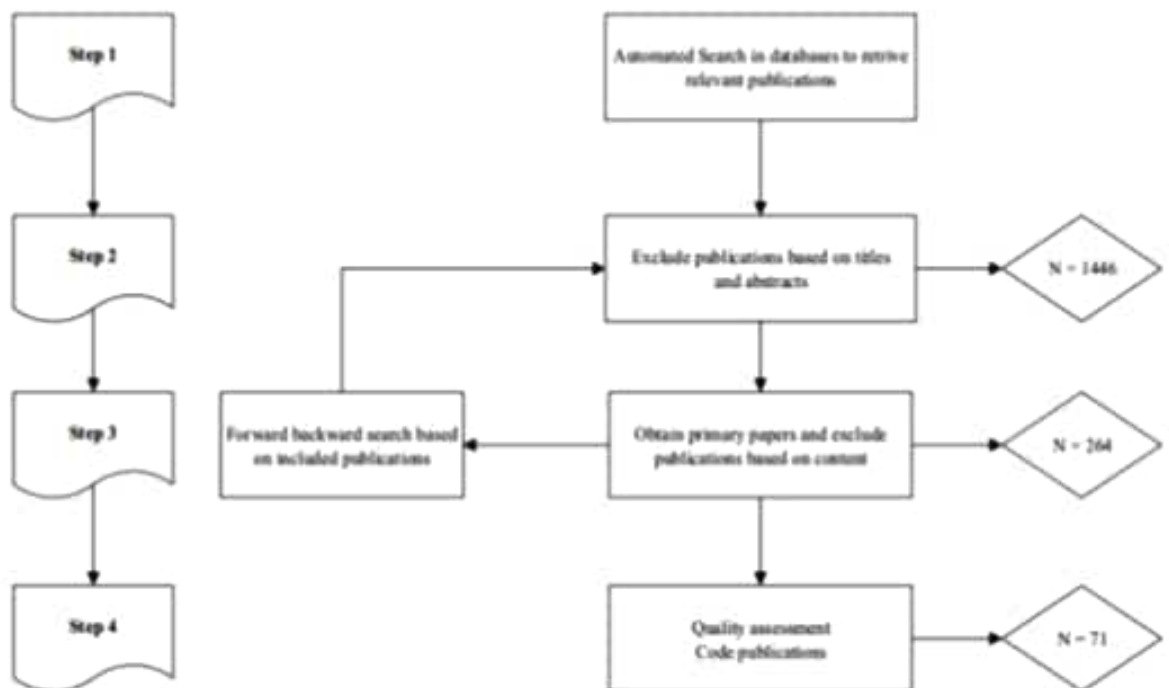 Step 1
Automated Search in databases to retrive
relevant publications
Step 2
Exclude publications based on titles
and abstracts
N = 1446
Step 3
Forward backward search based
on included publications
Obtain primary papers and exclude
publications based on content
N = 264
Step 4
Quality assessment
Code publications
N = 71